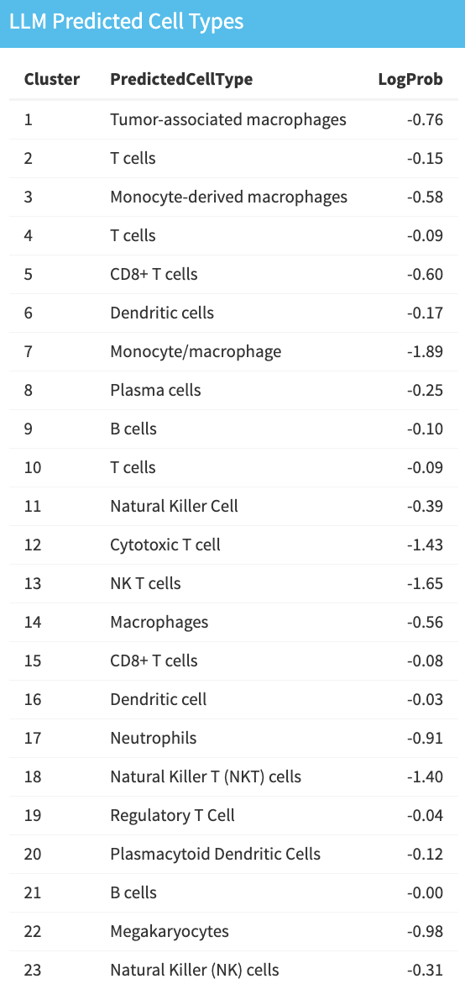 LLM Predicted Cell Types
Cluster PredictedCellType LogProb
1 Tumor-associated macrophages -0.76
2 T cells -0.15
3 Monocyte-derived macrophages -0.58
4 T cells -0.09
5 CD8+ T cells -0.60
6 Dendritic cells -0.17
7 Monocyte/macrophage -1.89
8 Plasma cells -0.25
9 B cells -0.10
10 T cells -0.09
11 Natural Killer Cell -0.39
12 Cytotoxic T cell -1.43
13 NK T cells -1.65
14 Macrophages -0.56
15 CD8+ T cells -0.08
16 Dendritic cell -0.03
17 Neutrophils -0.91
18 Natural Killer T (NKT) cells -1.40
19 Regulatory T Cell -0.04
20 Plasmacytoid Dendritic Cells -0.12
21 B cells -0.00
22 Megakaryocytes -0.98
23 Natural Killer (NK) cells -0.31